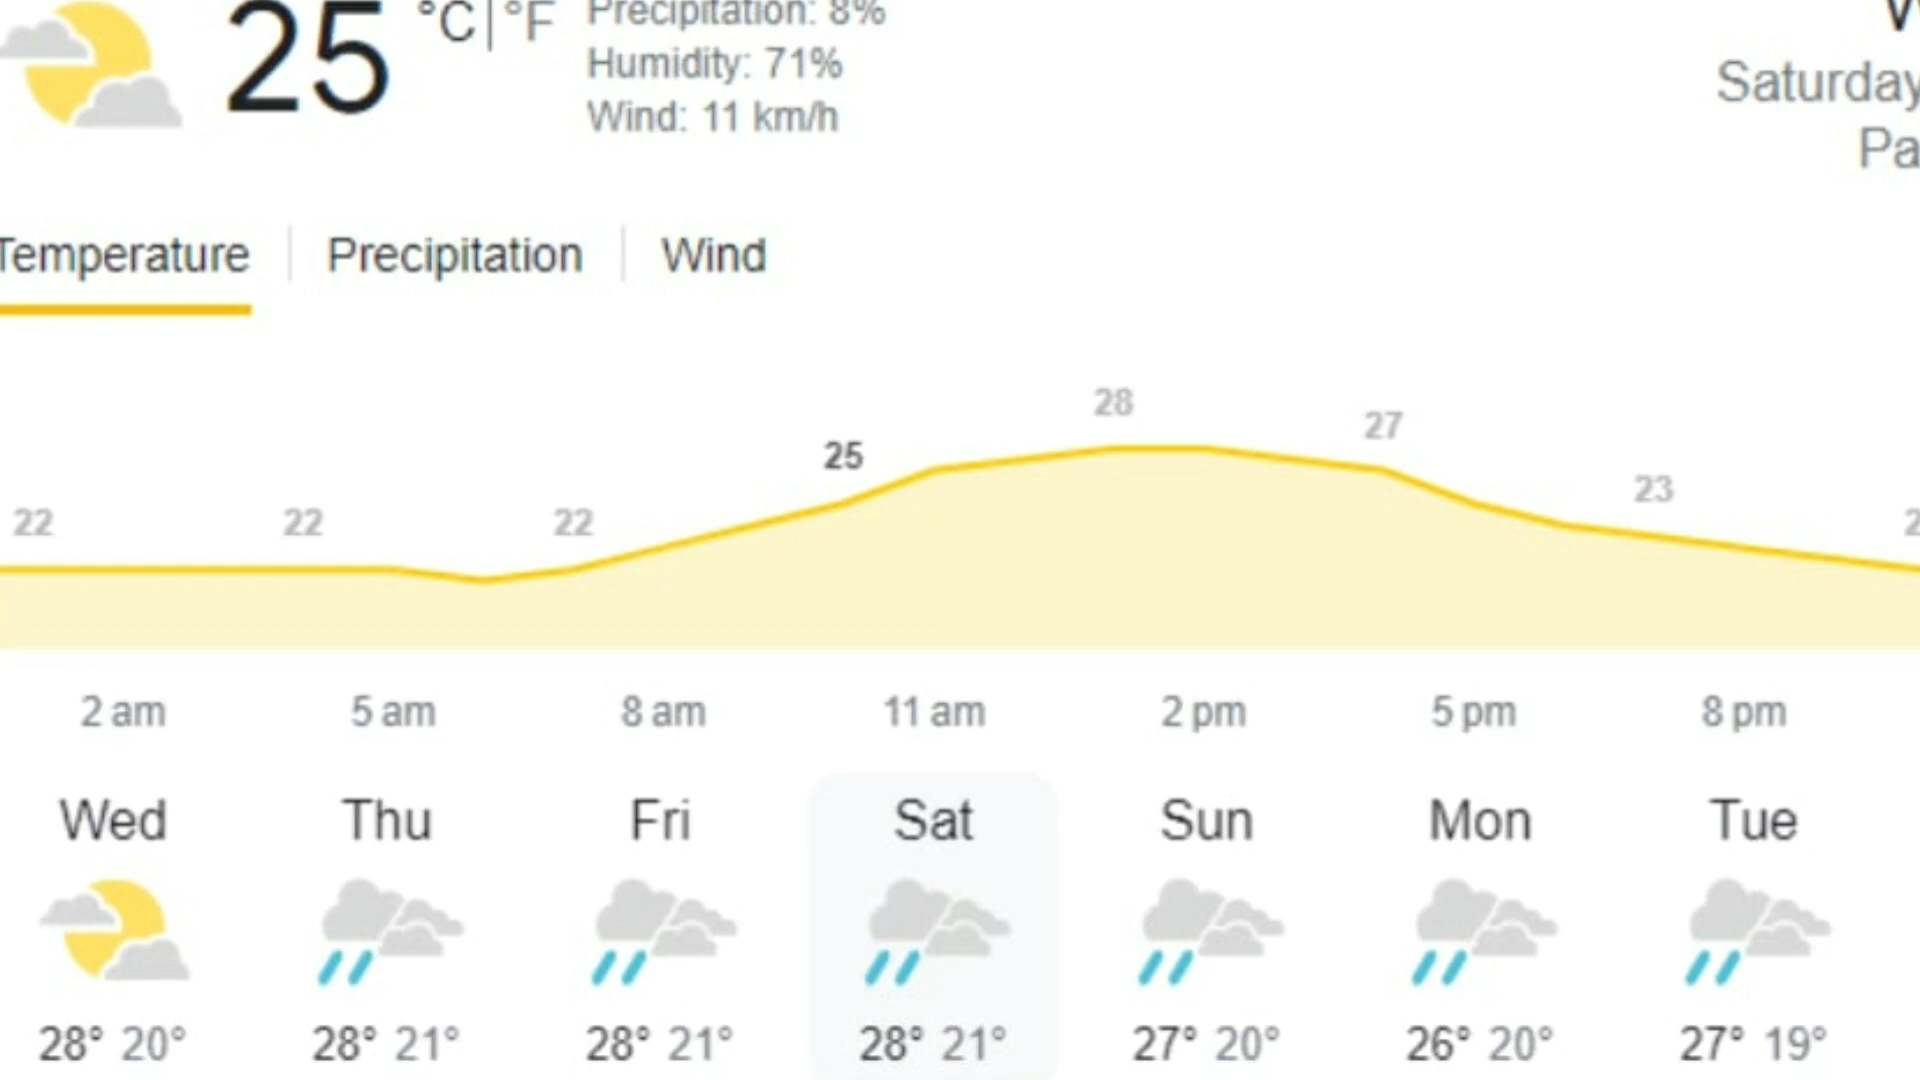 25 °C | °F
Precipitation: 8%
Humidity: 71%
Wind: 11 km/h
Saturday
Temperature
Precipitation
Wind
22 22 22 25 28 27 23
2 am 5 am 8 am 11 am 2 pm 5 pm 8 pm
Wed Thu Fri Sat Sun Mon Tue
28° 20° 28° 21° 28° 21° 28° 21° 27° 20° 26° 20° 27° 19°